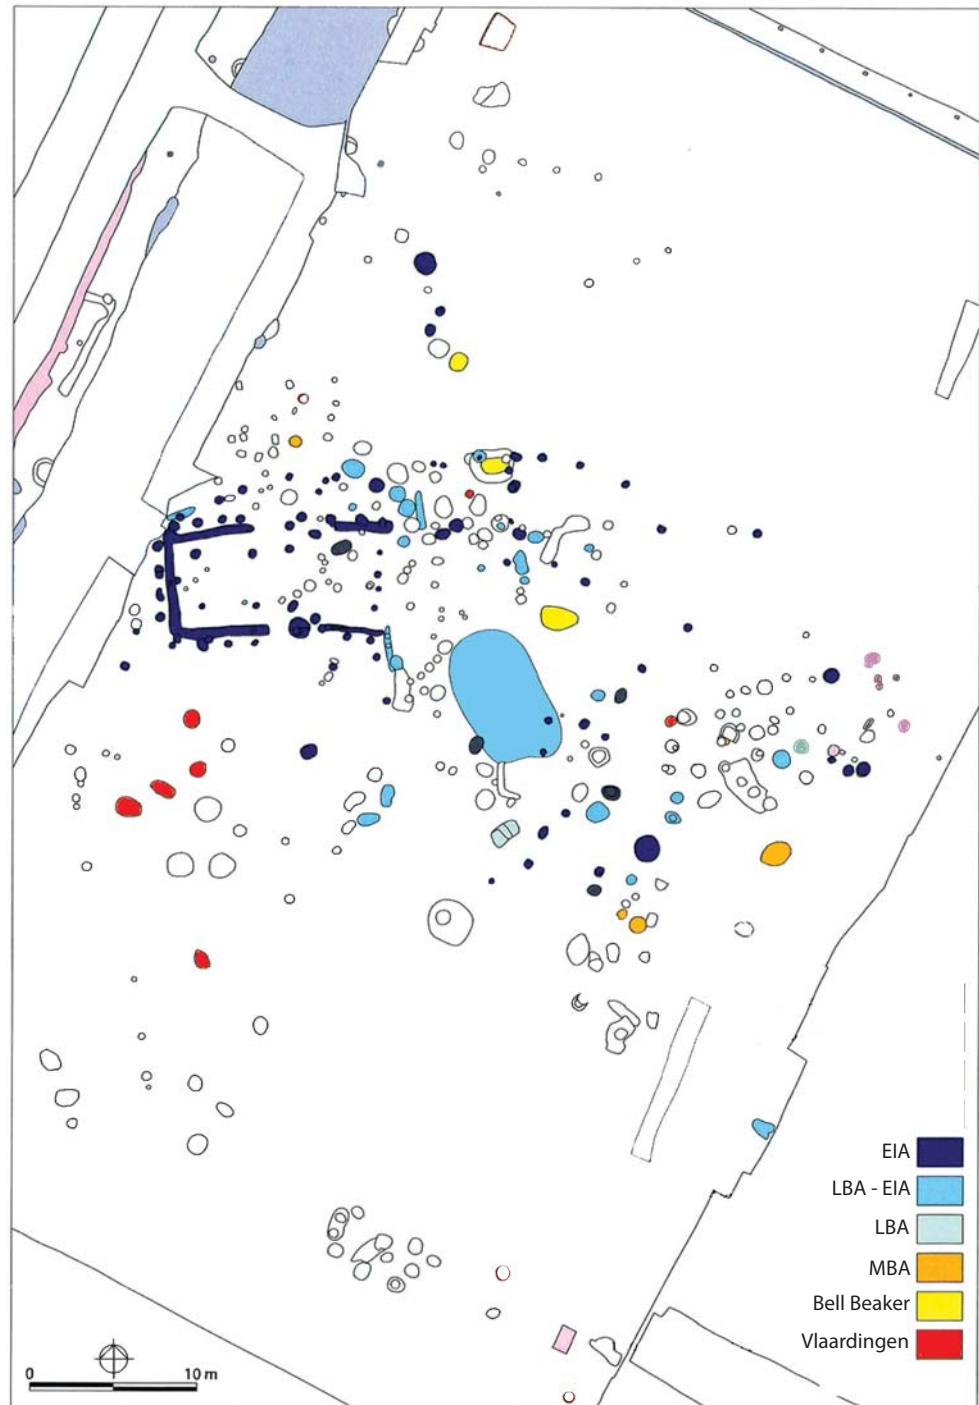 EIA
LBA - EIA
LBA
MBA
Bell Beaker
Vlaardingen
0 10 m